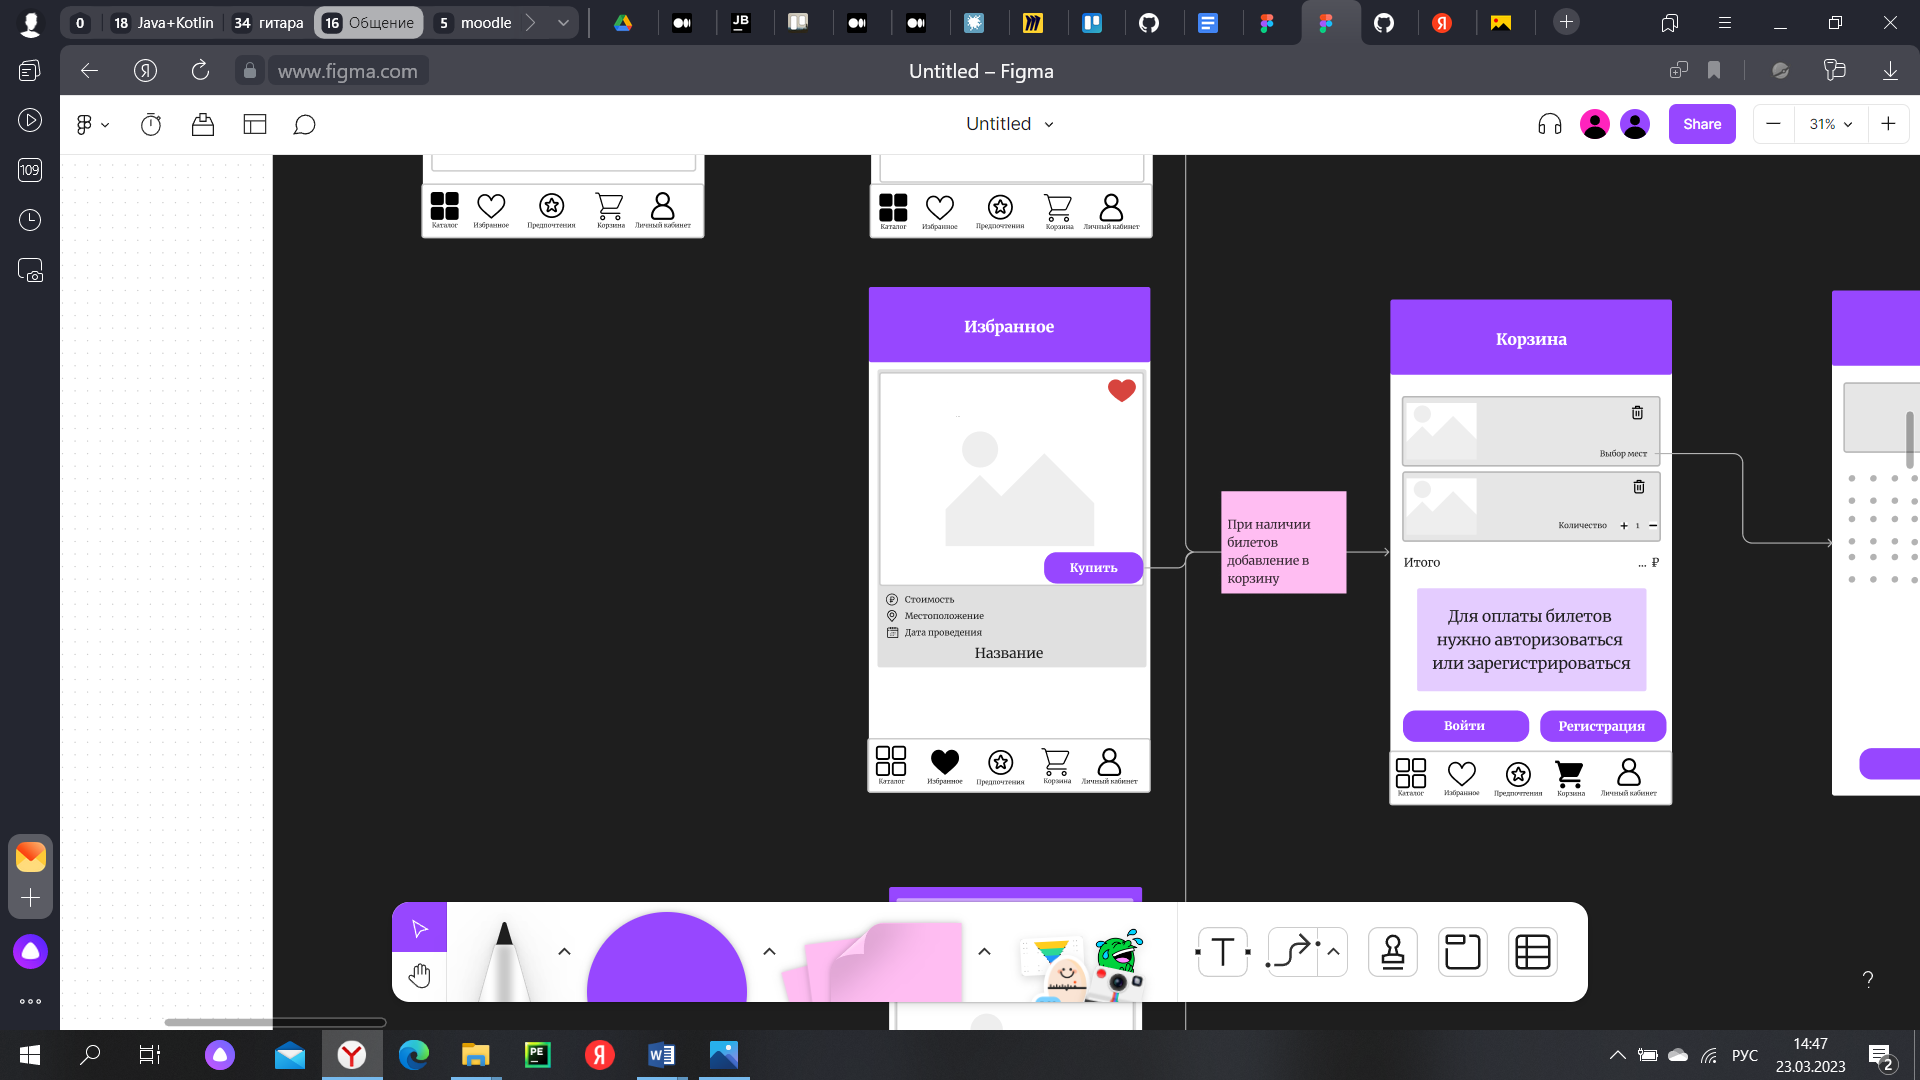 0
18 Java+Kotlin
34 гитара
16 Общение
5 moodle
www.figma.com
Untitled – Figma
109
Untitled
Share
31%
Каталог Избранное Предпочтения Корзина Личный кабинет
Каталог Избранное Предпочтения Корзина Личный кабинет
Избранное
Купить
Стоимость
Местоположение
Дата проведения
Название
Каталог Избранное Предпочтения Корзина Личный кабинет
При наличии
билетов
добавление в
корзину
Корзина
Выбор мест
Количество + 1 −
Итого ... ₽
Для оплаты билетов
нужно авторизоваться
или зарегистрироваться
Войти
Регистрация
Каталог Избранное Предпочтения Корзина Личный кабинет
T
?
РУС
14:47
23.03.2023
2